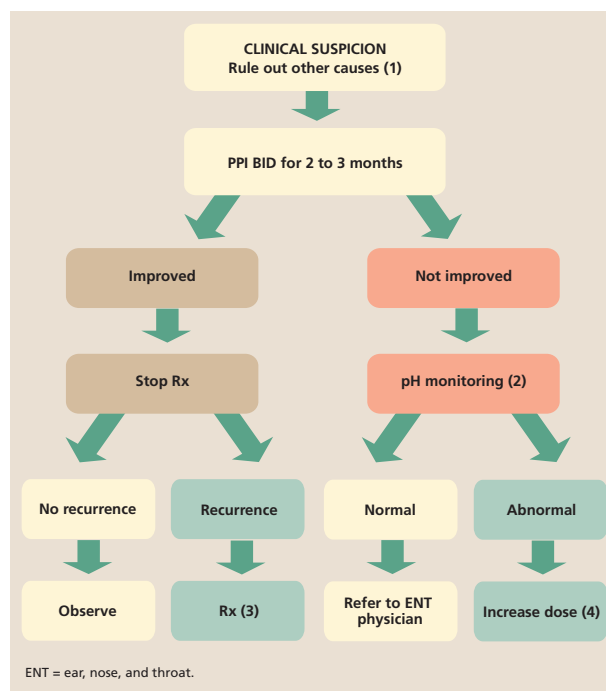 CLINICAL SUSPICION
Rule out other causes (1)
PPI BID for 2 to 3 months
Improved
Not improved
Stop Rx
pH monitoring (2)
No recurrence
Recurrence
Normal
Abnormal
Observe
Rx (3)
Refer to ENT
physician
Increase dose (4)
ENT = ear, nose, and throat.